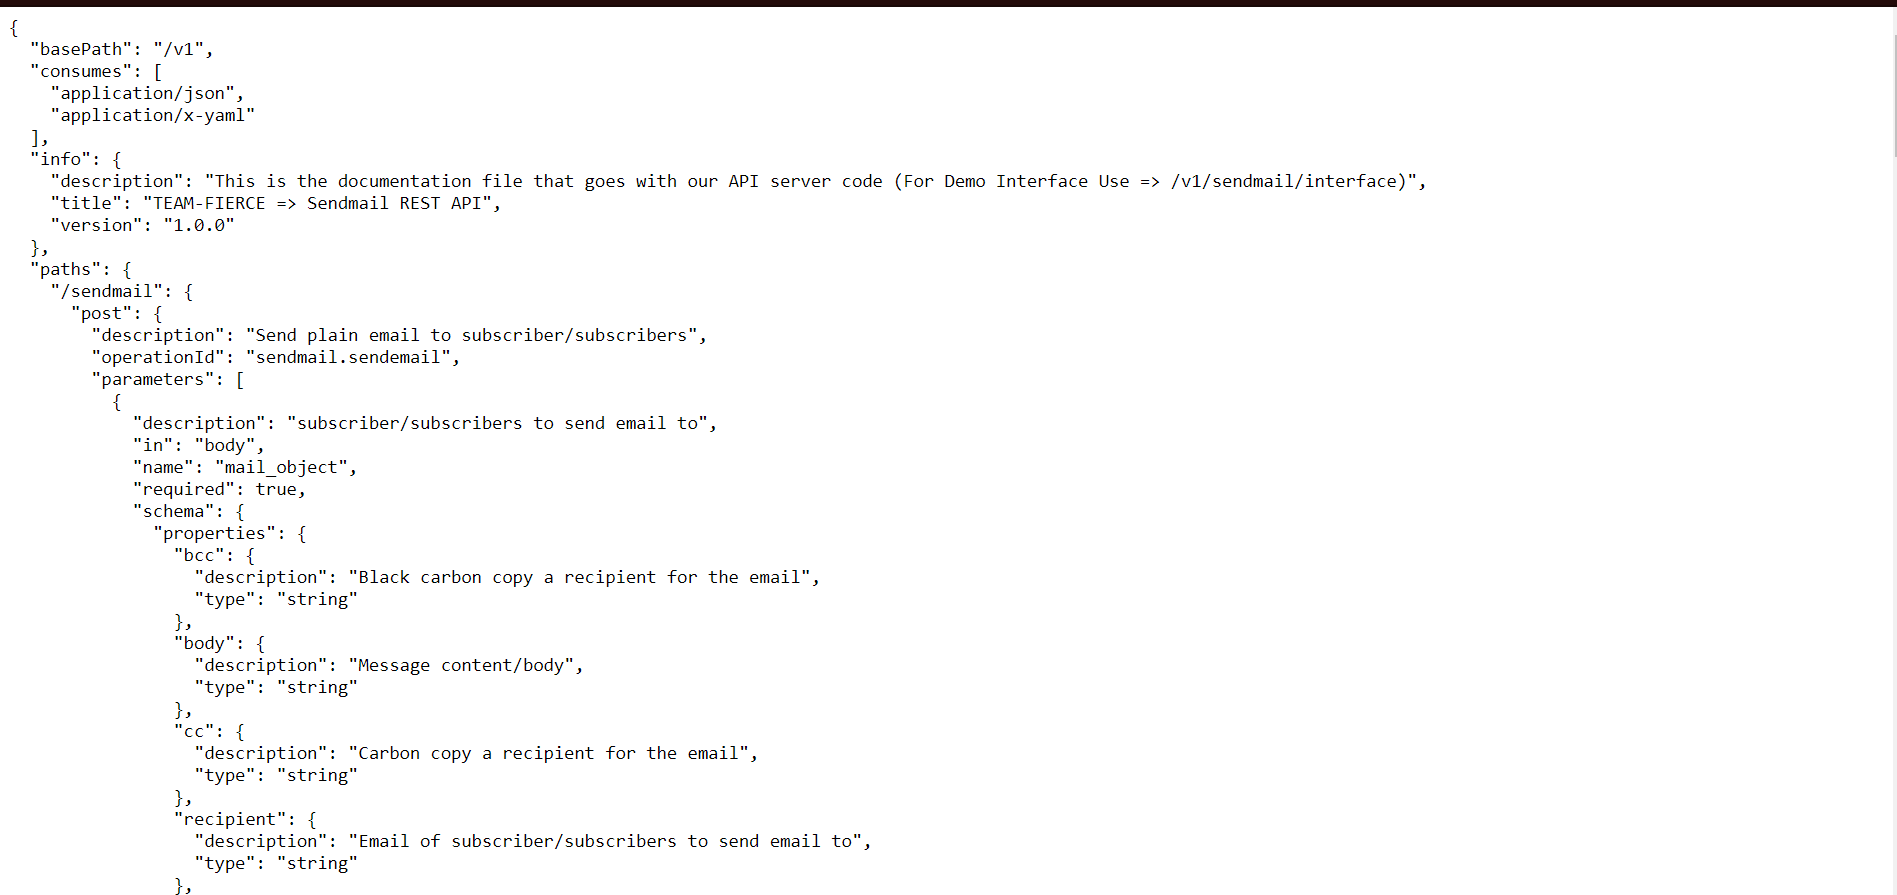 {
  "basePath": "/v1",
  "consumes": [
    "application/json",
    "application/x-yaml"
  ],
  "info": {
    "description": "This is the documentation file that goes with our API server code (For Demo Interface Use => /v1/sendmail/interface)",
    "title": "TEAM-FIERCE => Sendmail REST API",
    "version": "1.0.0"
  },
  "paths": {
    "/sendmail": {
      "post": {
        "description": "Send plain email to subscriber/subscribers",
        "operationId": "sendmail.sendemail",
        "parameters": [
          {
            "description": "subscriber/subscribers to send email to",
            "in": "body",
            "name": "mail_object",
            "required": true,
            "schema": {
              "properties": {
                "bcc": {
                  "description": "Black carbon copy a recipient for the email",
                  "type": "string"
                },
                "body": {
                  "description": "Message content/body",
                  "type": "string"
                },
                "cc": {
                  "description": "Carbon copy a recipient for the email",
                  "type": "string"
                },
                "recipient": {
                  "description": "Email of subscriber/subscribers to send email to",
                  "type": "string"
                },